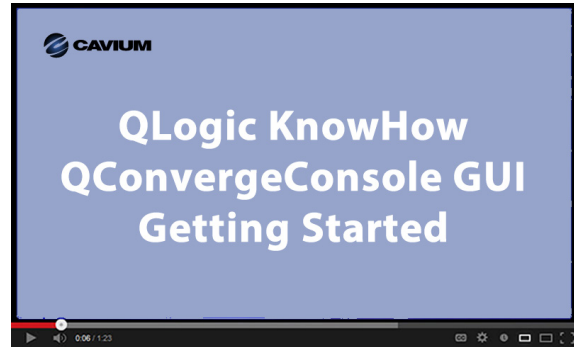 CAVIUM
QLogic KnowHow
QConvergeConsole GUI
Getting Started
0:06 / 1:23